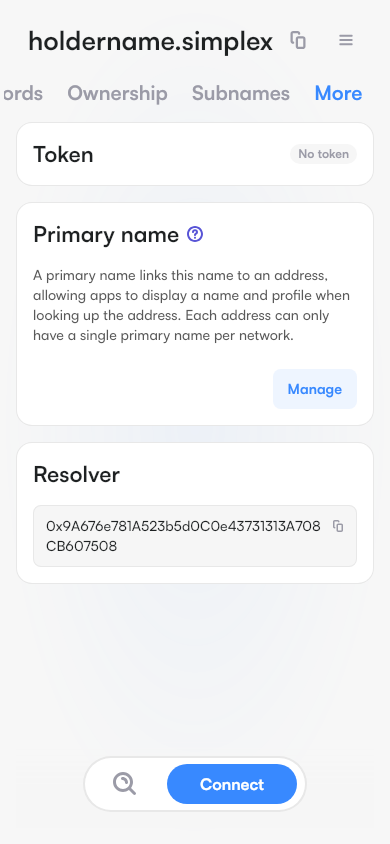 holdername.simplex
ords Ownership Subnames More
Token
No token
Primary name
A primary name links this name to an address,
allowing apps to display a name and profile when
looking up the address. Each address can only
have a single primary name per network.
Manage
Resolver
0x9A676e781A523b5d0C0e43731313A708
CB607508
Connect